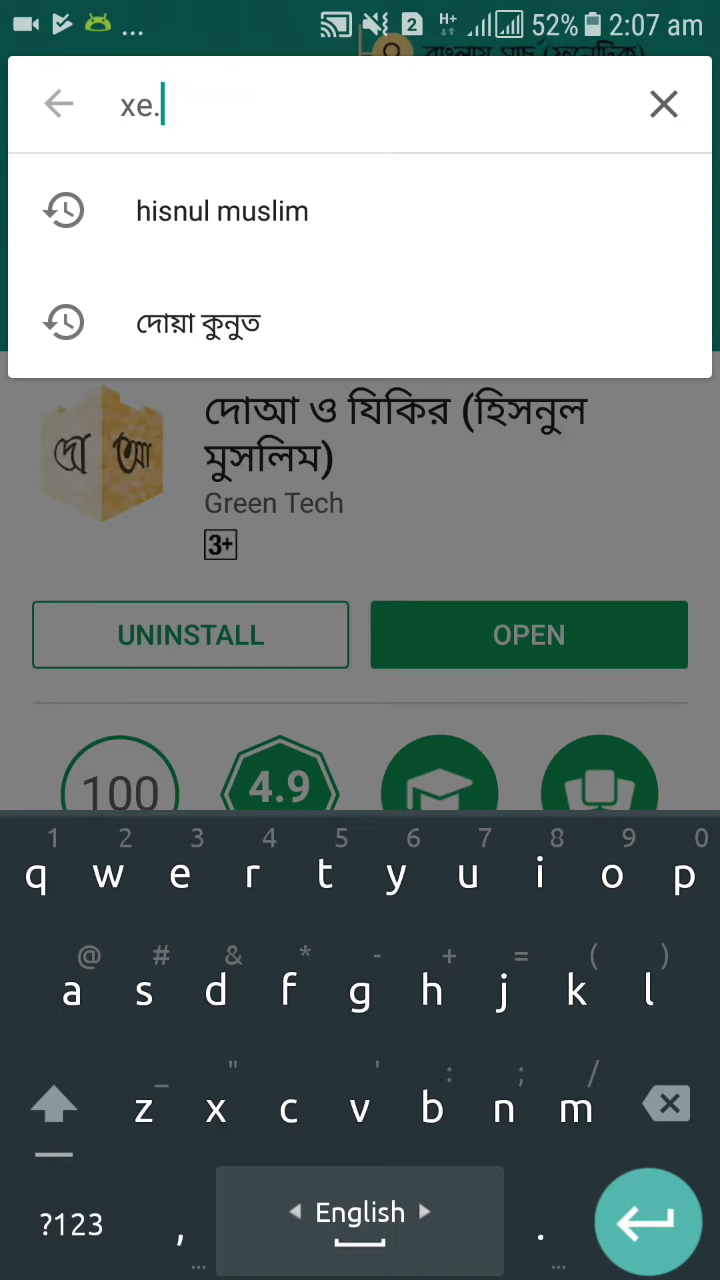 ... 2 H+ 52% 2:07 am
বাংলায় সার্চ (ফনেটিক)
xe.
hisnul muslim
দোয়া কুনুত
দোআ ও যিকির (হিসনুল
মুসলিম)
Green Tech
3+
UNINSTALL OPEN
100 4.9
দো আ
1 2 3 4 5 6 7 8 9 0
q w e r t y u i o p
@ # & * - + = ( )
a s d f g h j k l
_ " ' : ; /
z x c v b n m
?123 , English .
... ...